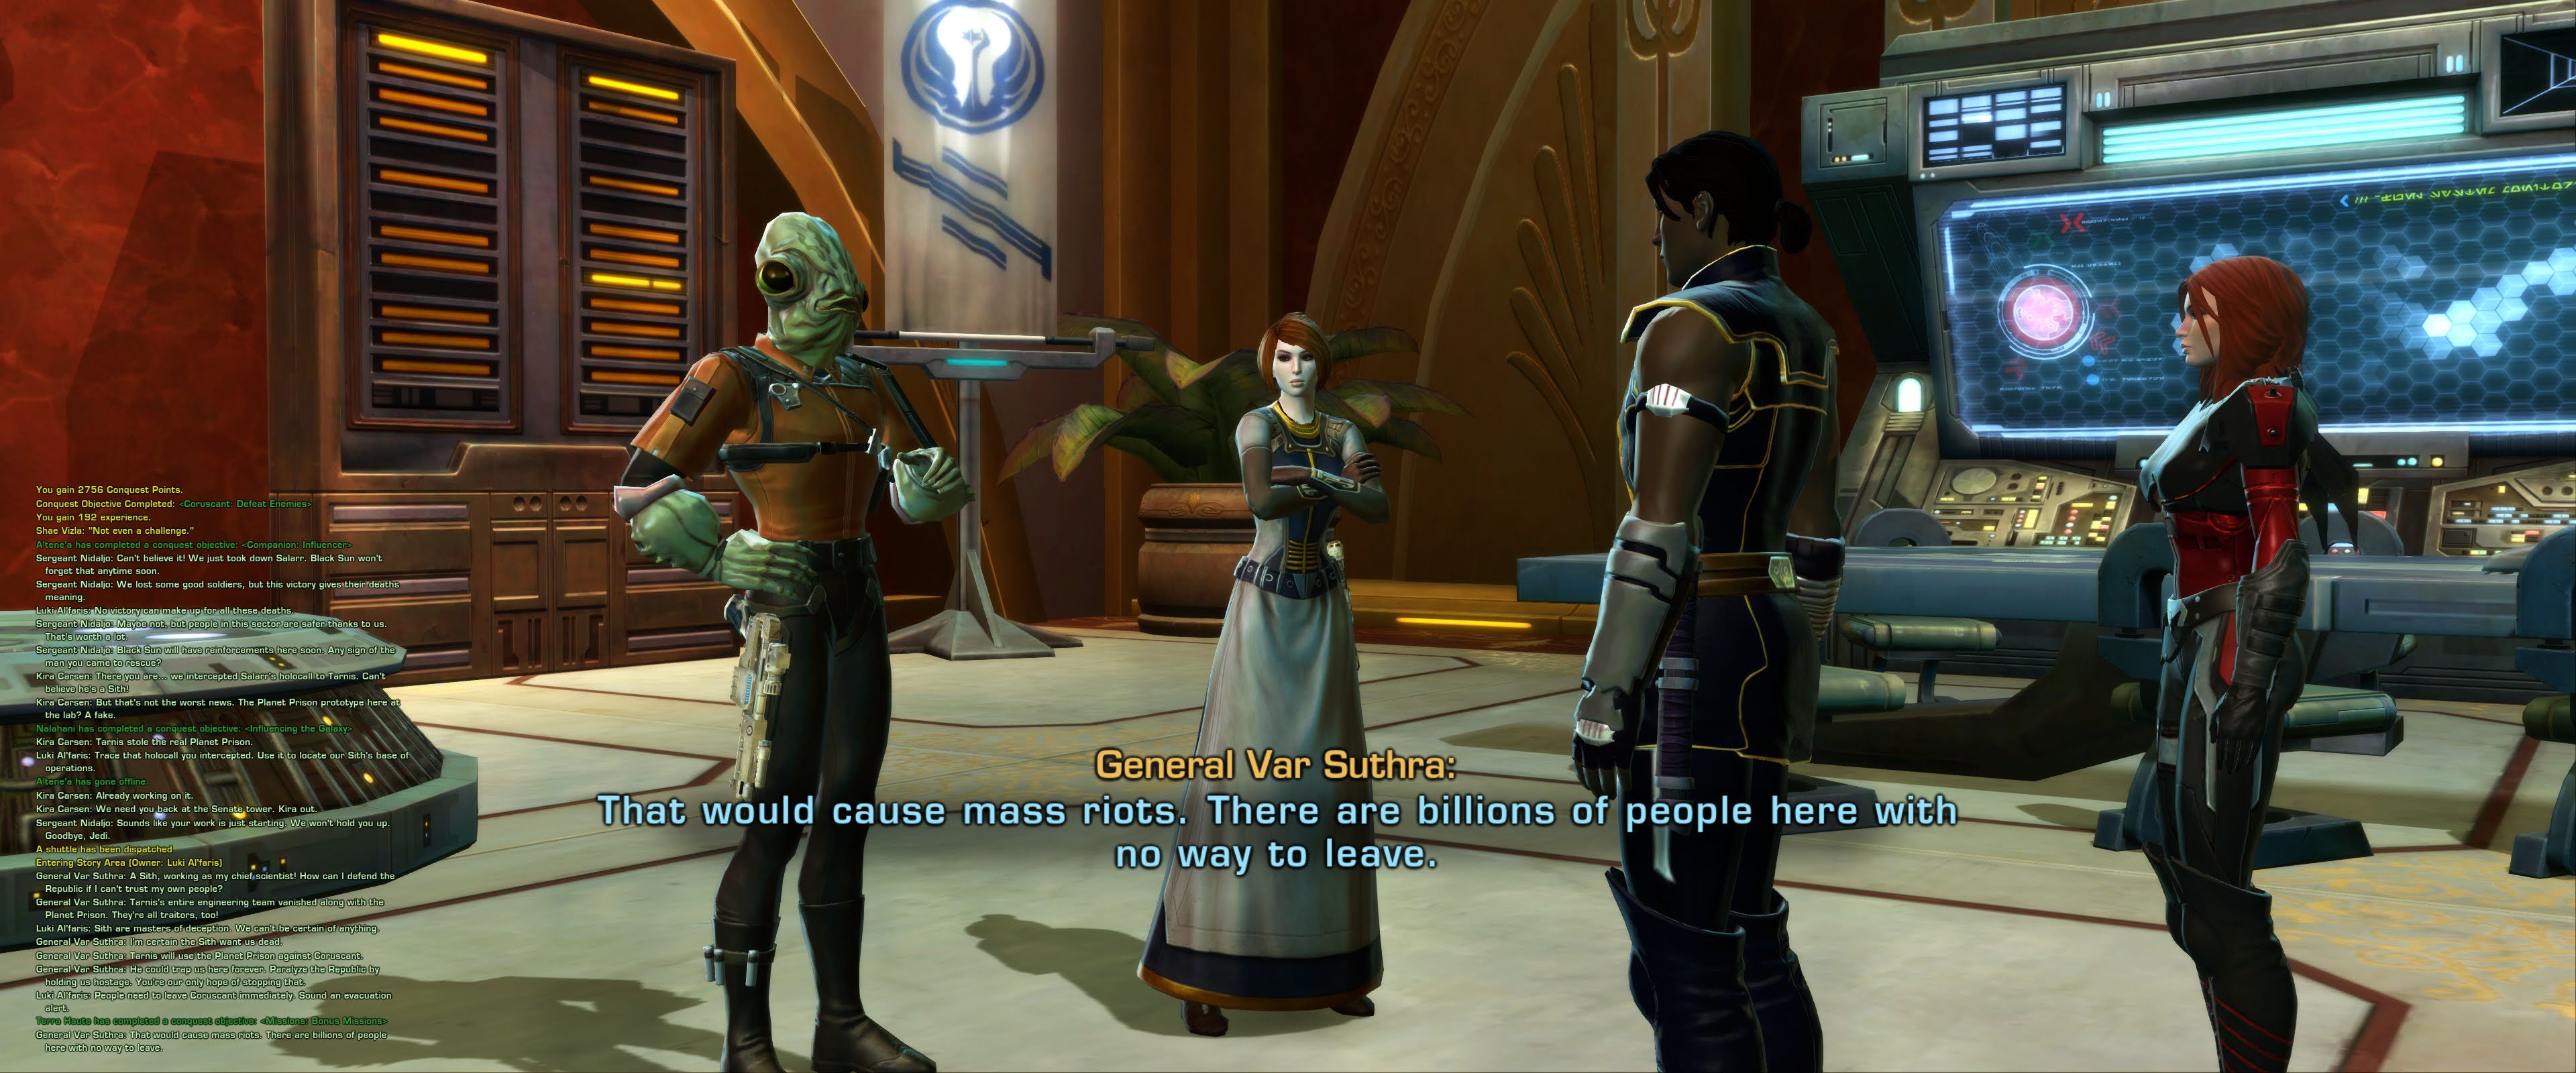 You gain 2756 Conquest Points.
Conquest Objective Completed: <Coruscant: Defeat Enemies>
You gain 192 experience.
Shae Vizla: "Not even a challenge."
A'tene'a has completed a conquest objective: <Companion: Influencer>
Sergeant Nidaljo: Can't believe it! We just took down Salarr. Black Sun won't
forget that anytime soon.
Sergeant Nidaljo: We lost some good soldiers, but this victory gives their deaths
meaning.
Luki Al'faris: No victory can make up for all these deaths.
Sergeant Nidaljo: Maybe not, but people in this sector are safer thanks to us.
That's worth a lot.
Sergeant Nidaljo: Black Sun will have reinforcements here soon. Any sign of the
man you came to rescue?
Kira Carsen: There you are... we intercepted Salarr's holocall to Tarnis. Can't
believe he's a Sith!
Kira Carsen: But that's not the worst news. The Planet Prison prototype here at
the lab? A fake.
Nalahani has completed a conquest objective: <Influencing the Galaxy>
Kira Carsen: Tarnis stole the real Planet Prison.
Luki Al'faris: Trace that holocall you intercepted. Use it to locate our Sith's base of
operations.
A'tene'a has gone offline.
Kira Carsen: Already working on it.
Kira Carsen: We need you back at the Senate tower. Kira out.
Sergeant Nidaljo: Sounds like your work is just starting. We won't hold you up.
Goodbye, Jedi.
A shuttle has been dispatched
Entering Story Area (Owner: Luki Al'faris)
General Var Suthra: A Sith, working as my chief scientist! How can I defend the
Republic if I can't trust my own people?
General Var Suthra: Tarnis's entire engineering team vanished along with the
Planet Prison. They're all traitors, too!
Luki Al'faris: Sith are masters of deception. We can't be certain of anything.
General Var Suthra: I'm certain the Sith want us dead.
General Var Suthra: Tarnis will use the Planet Prison against Coruscant.
General Var Suthra: He could trap us here forever. Paralyze the Republic by
holding us hostage. You're our only hope of stopping that.
Luki Al'faris: People need to leave Coruscant immediately. Sound an evacuation
alert.
Terra Haute has completed a conquest objective: <Missions: Bonus Missions>
General Var Suthra: That would cause mass riots. There are billions of people
here with no way to leave.
General Var Suthra:
That would cause mass riots. There are billions of people here with
no way to leave.